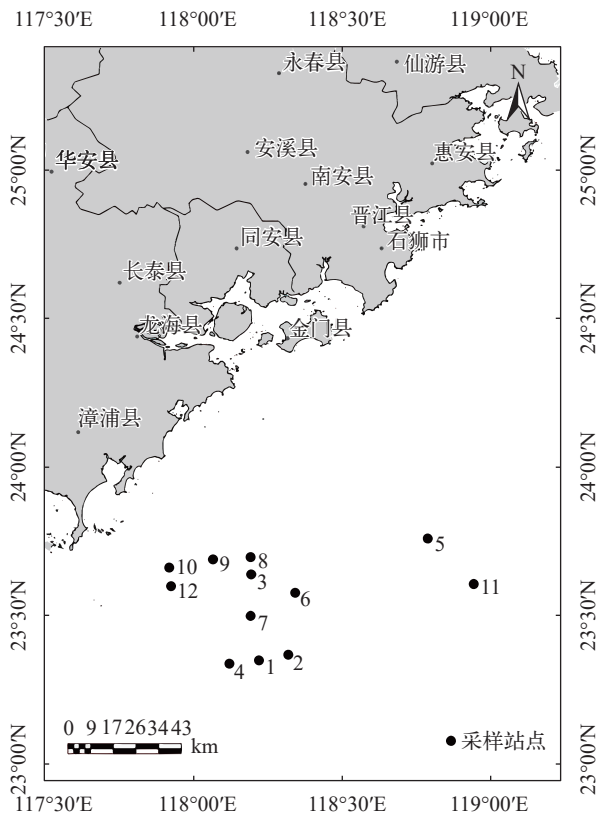 117°30′E 118°00′E 118°30′E 119°00′E
永春县
仙游县
N
华安县
安溪县
惠安县
南安县
25°00′N
25°00′N
晋江县
同安县
石狮市
长泰县
龙海县
金门县
24°30′N
24°30′N
漳浦县
24°00′N
24°00′N
5
10
9
8
3
12
6
11
23°30′N
23°30′N
7
4
1
2
0 9 17 26 34 43
km
采样站点
23°00′N
23°00′N
117°30′E 118°00′E 118°30′E 119°00′E